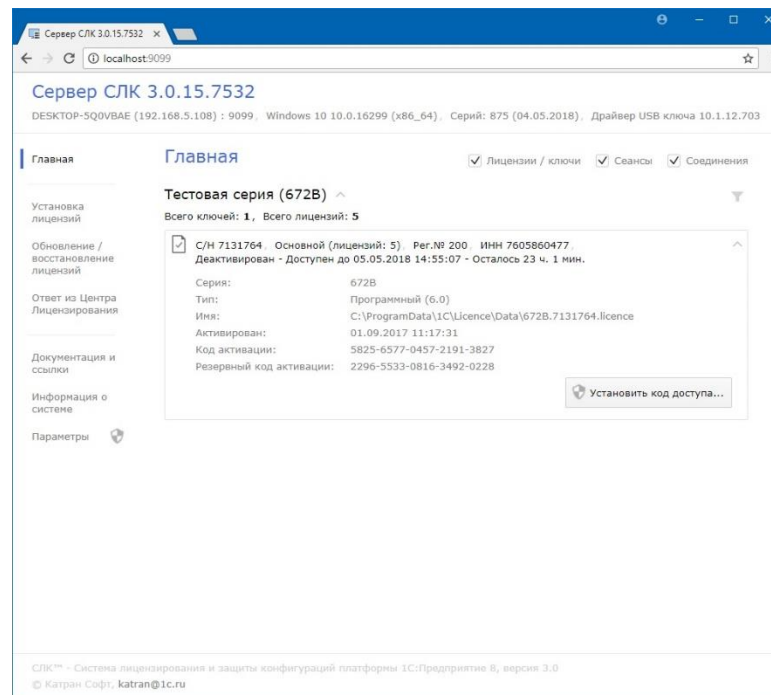 Сервер СЛК 3.0.15.7532
localhost:9099
Сервер СЛК 3.0.15.7532
DESKTOP-5Q0VBAE (192.168.5.108) : 9099, Windows 10 10.0.16299 (x86_64), Серий: 875 (04.05.2018), Драйвер USB ключа 10.1.12.703
Главная
Установка
лицензий
Обновление /
восстановление
лицензий
Ответ из Центра
Лицензирования
Документация и
ссылки
Информация о
системе
Параметры
Главная
Лицензии / ключи Сеансы Соединения
Тестовая серия (672B)
Всего ключей: 1, Всего лицензий: 5
С/Н 7131764, Основной (лицензий: 5), Рег.№ 200, ИНН 7605860477,
Деактивирован - Доступен до 05.05.2018 14:55:07 - Осталось 23 ч. 1 мин.
Серия: 672B
Тип: Программный (6.0)
Имя: C:\ProgramData\1C\Licence\Data\672B.7131764.licence
Активирован: 01.09.2017 11:17:31
Код активации: 5825-6577-0457-2191-3827
Резервный код активации: 2296-5533-0816-3492-0228
Установить код доступа...
СЛК™ - Система лицензирования и защиты конфигураций платформы 1С:Предприятие 8, версия 3.0
© Катран Софт, katran@1c.ru